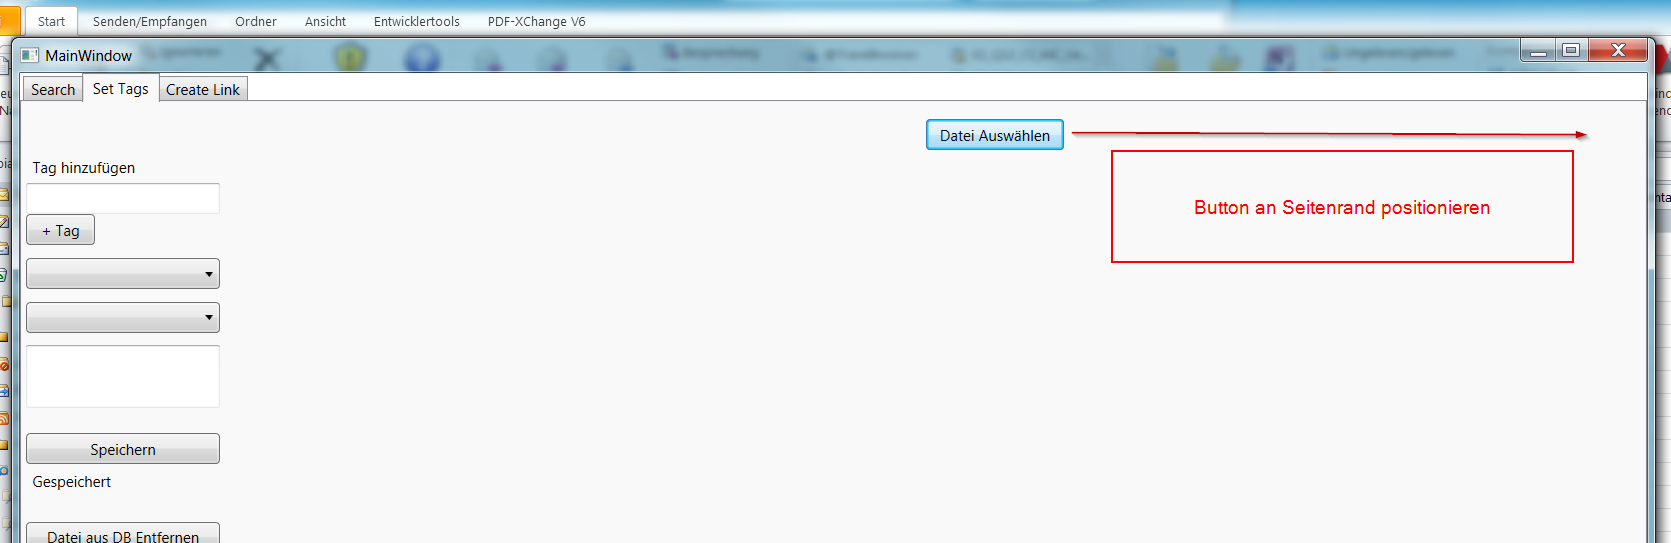 Start Senden/Empfangen Ordner Ansicht Entwicklertools PDF-XChange V6
MainWindow
Search Set Tags Create Link
Datei Auswählen
Tag hinzufügen
Button an Seitenrand positionieren
+ Tag
Speichern
Gespeichert
Datei aus DB Entfernen